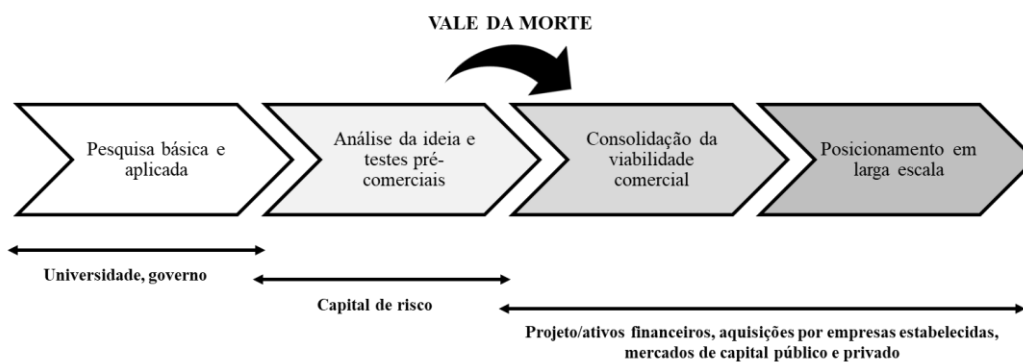 VALE DA MORTE
Pesquisa básica e
aplicada
Análise da ideia e
testes pré-
comerciais
Consolidação da
viabilidade
comercial
Posicionamento em
larga escala
Universidade, governo
Capital de risco
Projeto/ativos financeiros, aquisições por empresas estabelecidas,
mercados de capital público e privado